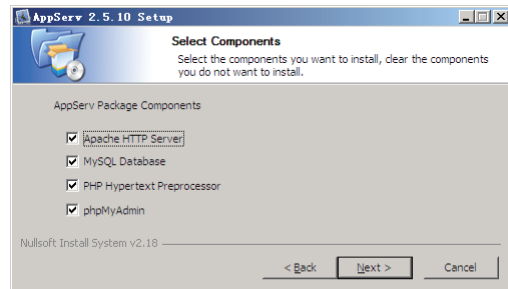 AppServ 2.5.10 Setup
Select Components
Select the components you want to install, clear the components
you do not want to install.
AppServ Package Components
Apache HTTP Server
MySQL Database
PHP Hypertext Preprocessor
phpMyAdmin
Nullsoft Install System v2.18
< Back Next > Cancel